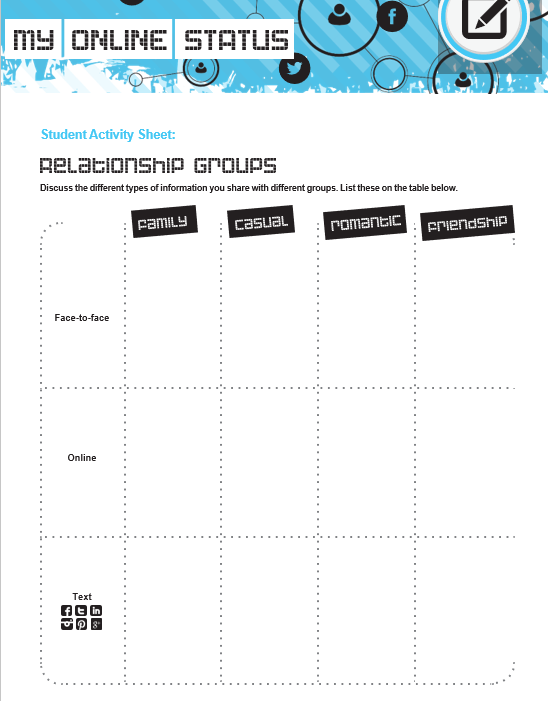 MY ONLINE STATUS
Student Activity Sheet:
Relationship Groups
Discuss the different types of information you share with different groups. List these on the table below.
Family Casual Romantic Friendship
Face-to-face
Online
Text